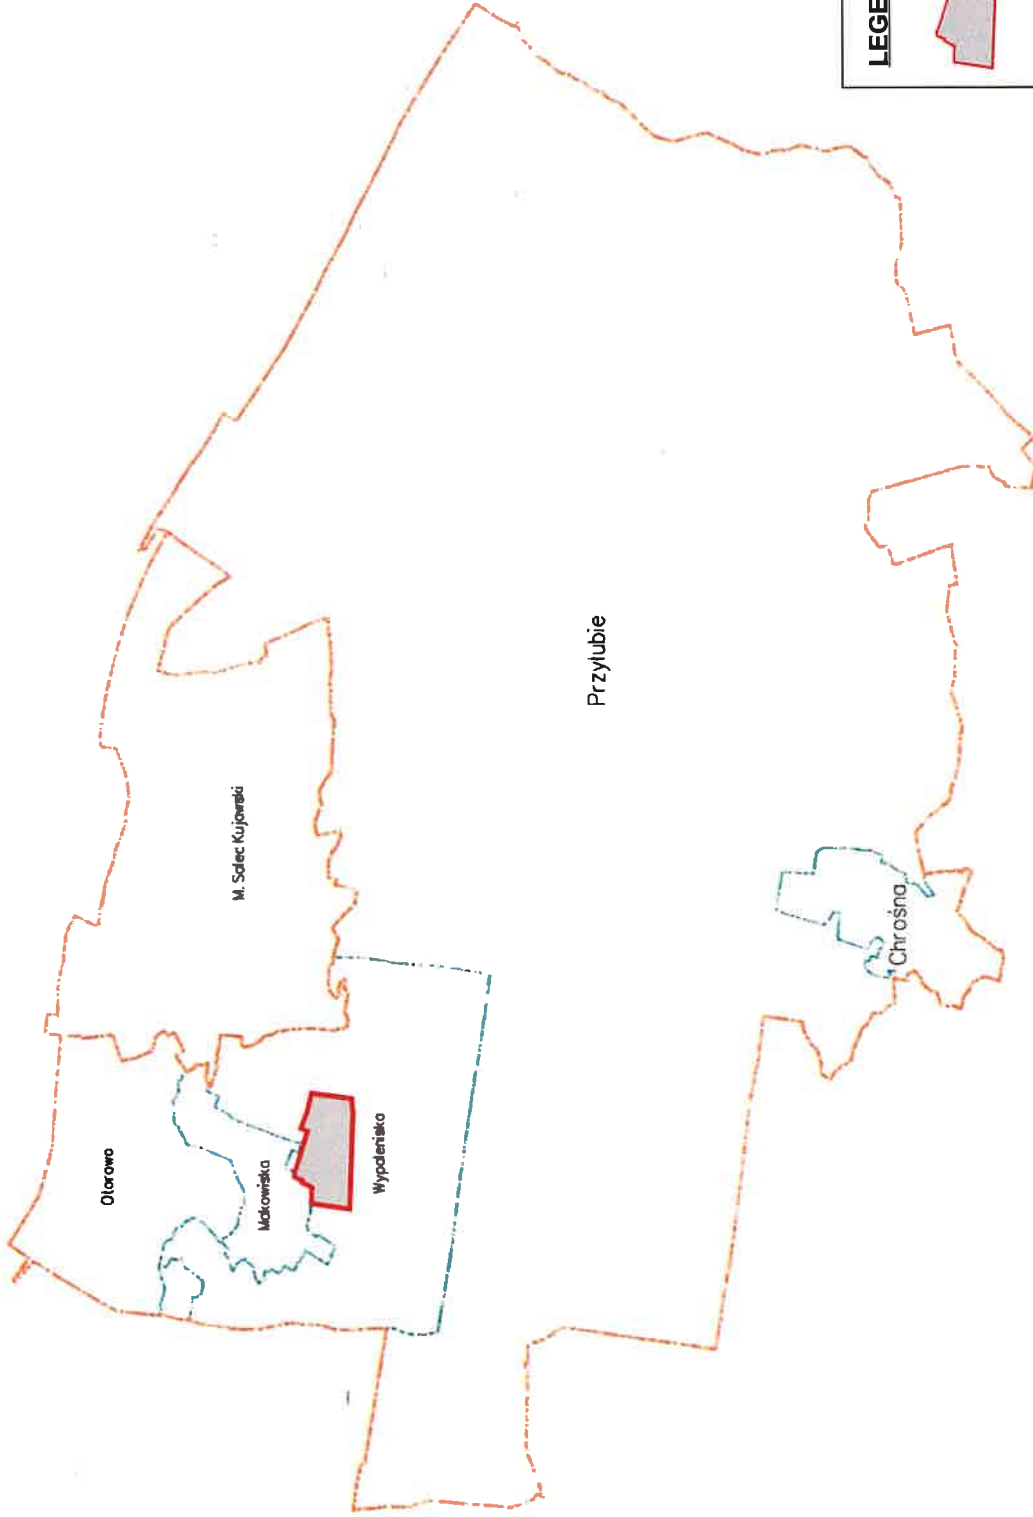 Otorowo
M. Solec Kujawski
Makowiska
Wypaleniska
Przyłubie
Chrośna
LEGE